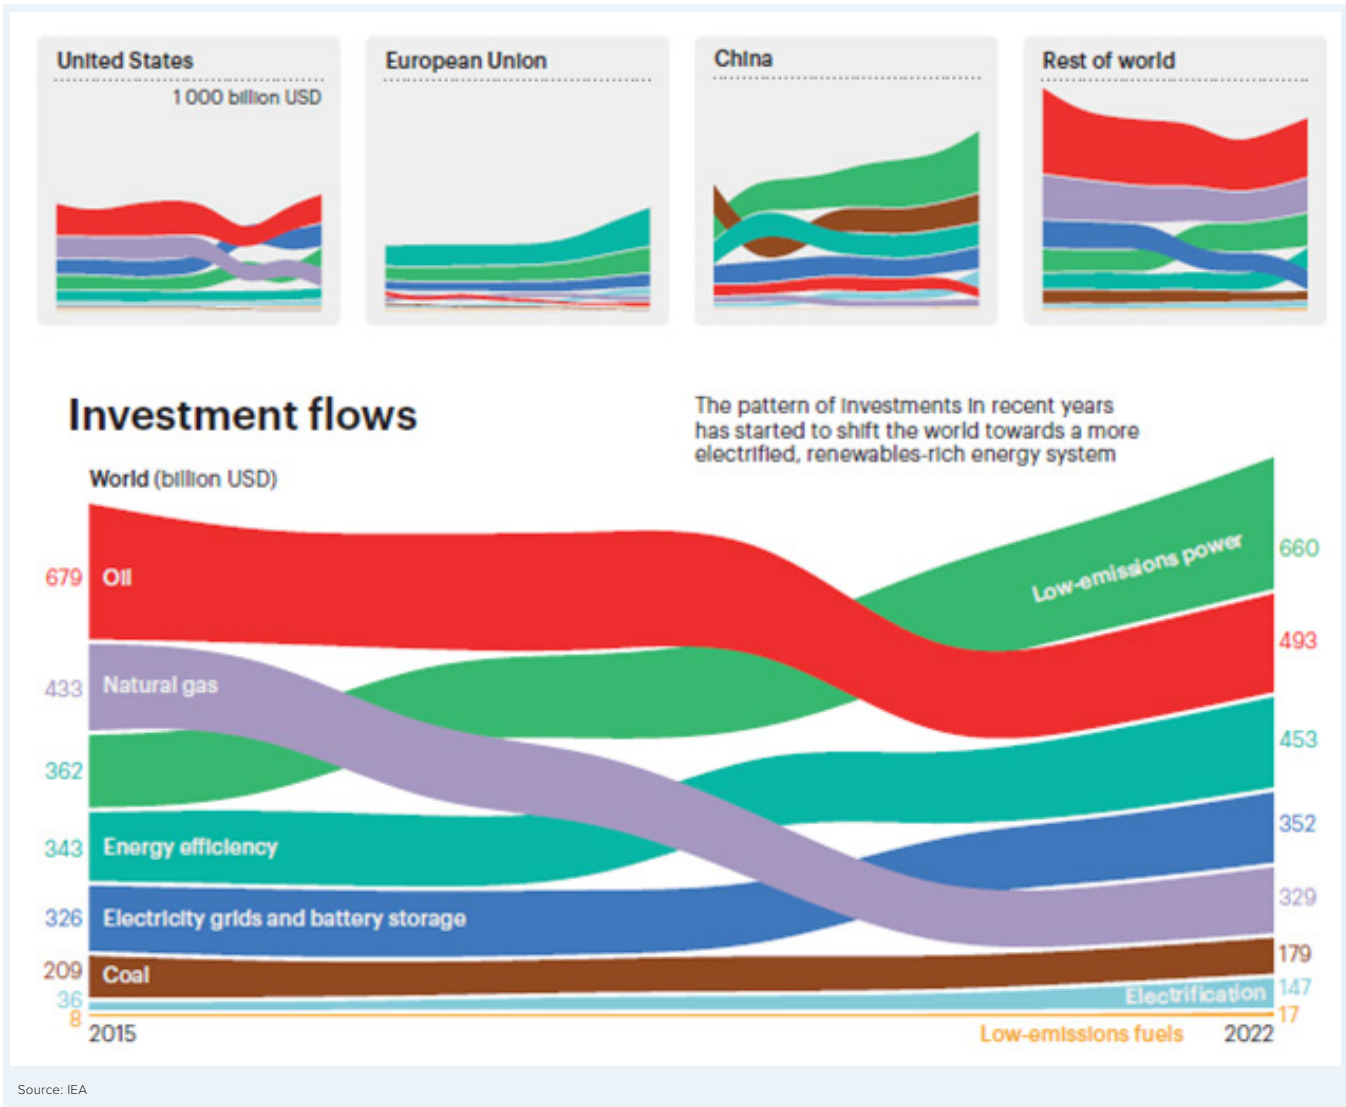 United States
1 000 billion USD
European Union
China
Rest of world
Investment flows
The pattern of investments in recent years
has started to shift the world towards a more
electrified, renewables-rich energy system
World (billion USD)
679
Oil
433
Natural gas
362
343
Energy efficiency
326
Electricity grids and battery storage
209
Coal
36
8
2015
Low-emissions power
660
493
453
352
329
179
Electrification
147
17
Low-emissions fuels
2022
Source: IEA